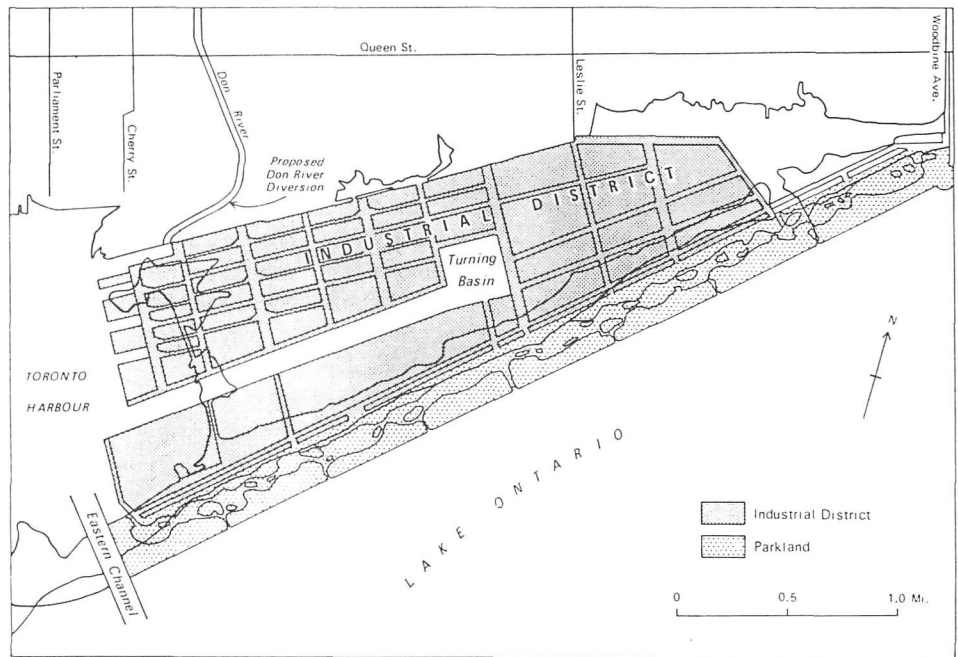 Queen St.
Parliament St.
Cherry St.
Don River
Leslie St.
Woodbine Ave.
Proposed
Don River
Diversion
INDUSTRIAL DISTRICT
Turning
Basin
N
TORONTO
HARBOUR
LAKE ONTARIO
Eastern Channel
Industrial District
Parkland
0 0.5 1.0 Mi.